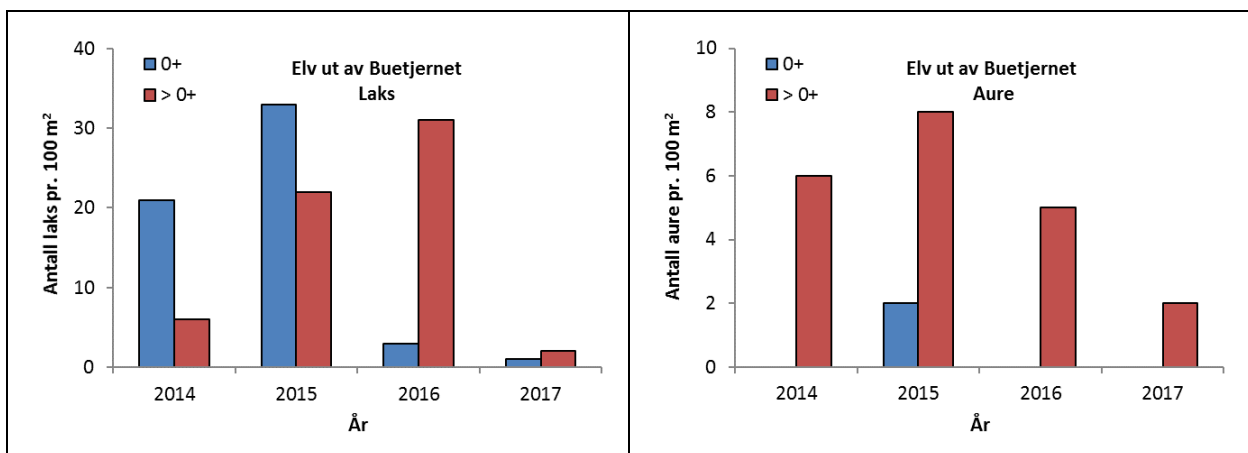 40
30
20
10
0
Antall laks pr. 100 m²
0+
> 0+
Elv ut av Buetjernet
Laks
2014 2015 2016 2017
År
10
8
6
4
2
0
Antall aure pr. 100 m²
0+
> 0+
Elv ut av Buetjernet
Aure
2014 2015 2016 2017
År